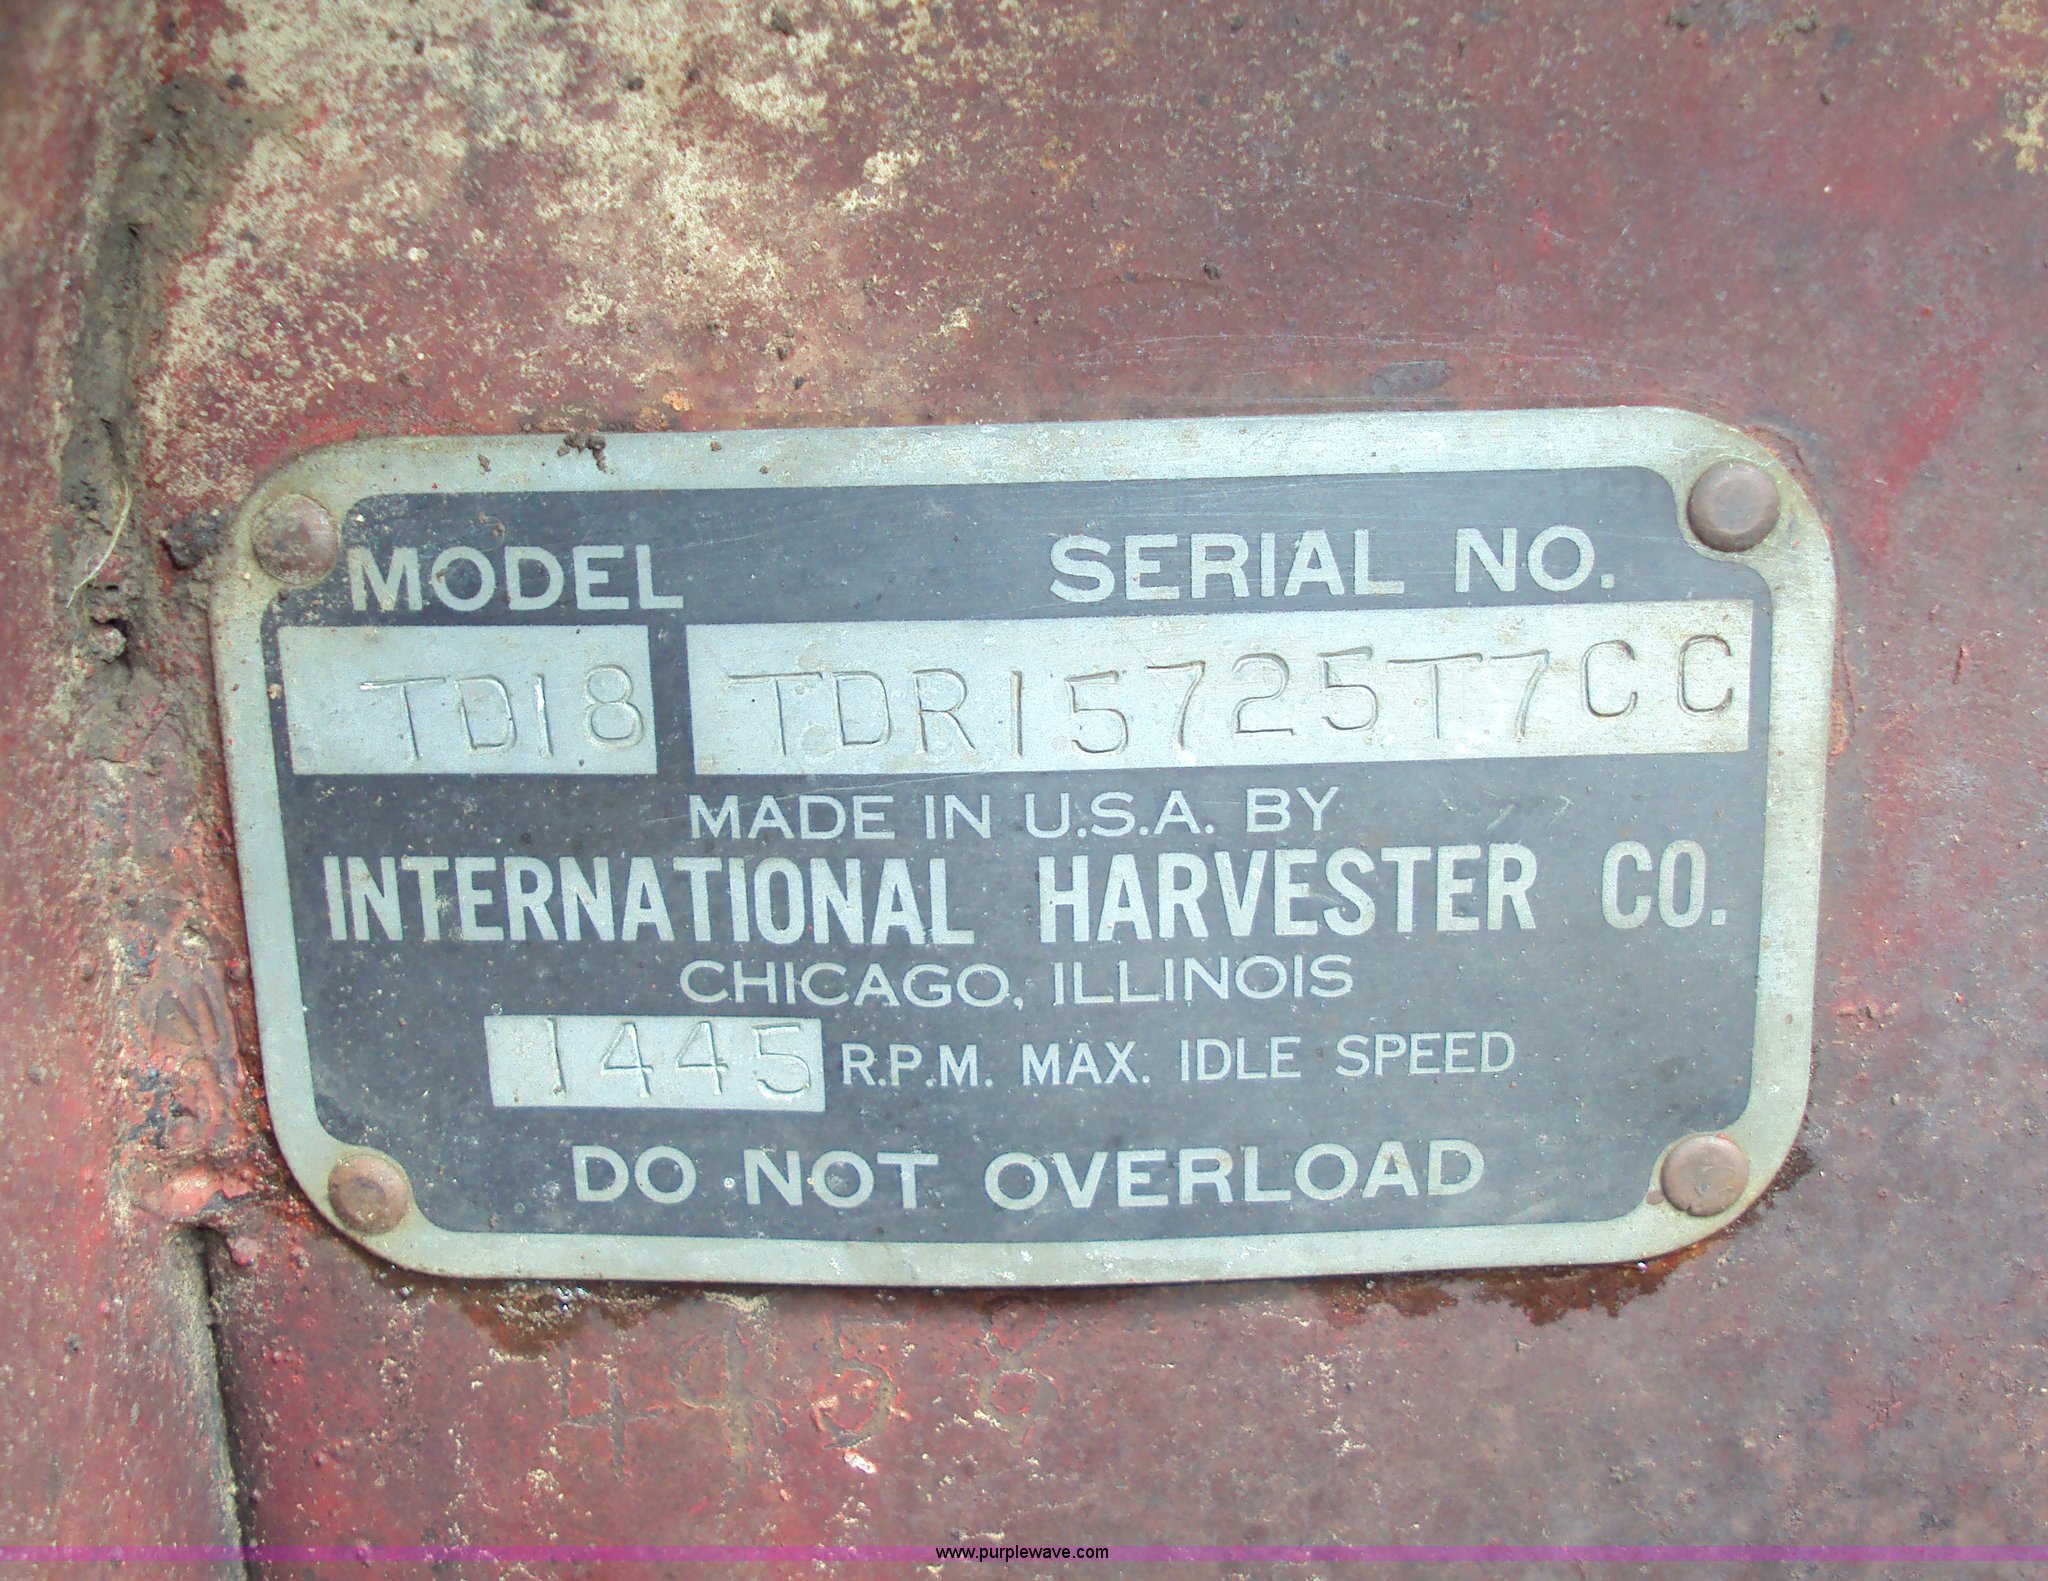 MODEL SERIAL NO.
TD18 TDR15725T7CC
MADE IN U.S.A. BY
INTERNATIONAL HARVESTER CO.
CHICAGO, ILLINOIS
1445 R.P.M. MAX. IDLE SPEED
DO NOT OVERLOAD
4458
www.purplewave.com